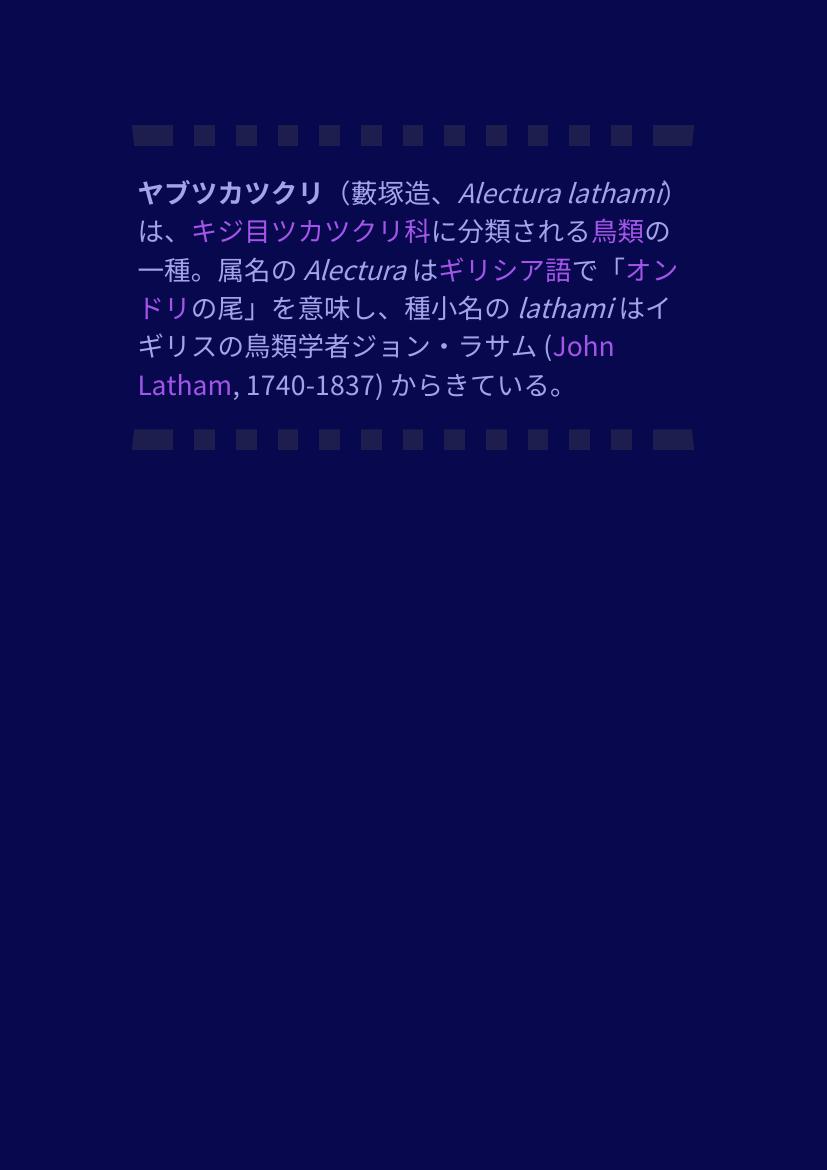 ヤブツカツクリ（藪塚造、Alectura lathami）
は、キジ目ツカツクリ科に分類される鳥類の
一種。属名の Alectura はギリシア語で「オン
ドリの尾」を意味し、種小名の lathami はイ
ギリスの鳥類学者ジョン・ラサム (John
Latham, 1740-1837) からきている。